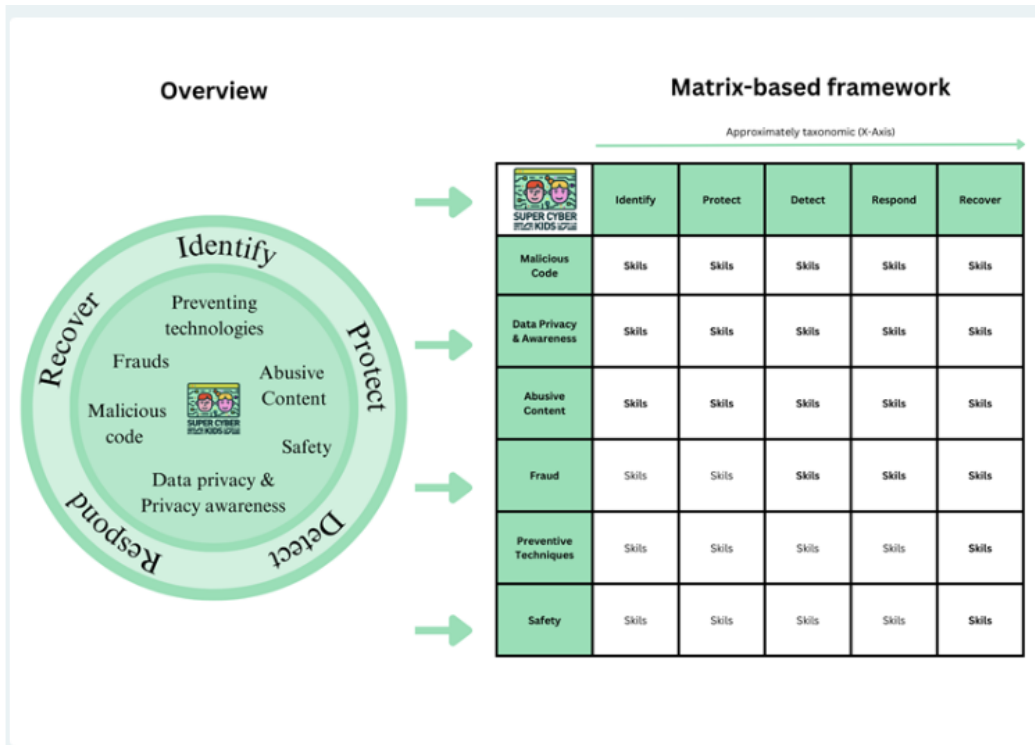 Overview
Identify
Protect
Detect
Respond
Recover
Preventing
technologies
Frauds
Abusive
Content
Malicious
code
SUPER CYBER
KIDS
Safety
Data privacy &
Privacy awareness
Matrix-based framework
Approximately taxonomic (X-Axis)
SUPER CYBER
KIDS
Identify
Protect
Detect
Respond
Recover
Malicious
Code
Skils
Skils
Skils
Skils
Skils
Data Privacy
& Awareness
Skils
Skils
Skils
Skils
Skils
Abusive
Content
Skils
Skils
Skils
Skils
Skils
Fraud
Skils
Skils
Skils
Skils
Skils
Preventive
Techniques
Skils
Skils
Skils
Skils
Skils
Safety
Skils
Skils
Skils
Skils
Skils